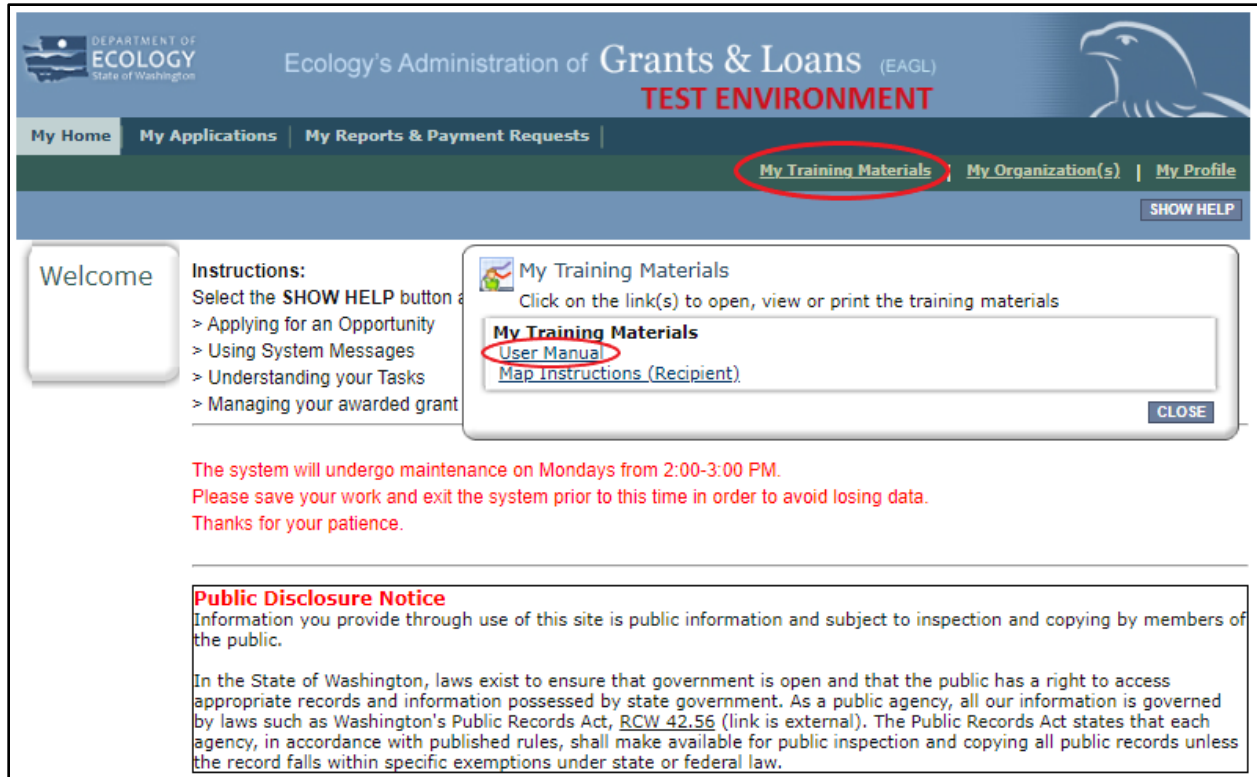 DEPARTMENT OF
ECOLOGY
State of Washington
Ecology's Administration of Grants & Loans (EAGL)
TEST ENVIRONMENT
My Home | My Applications | My Reports & Payment Requests |
My Training Materials | My Organization(s) | My Profile
SHOW HELP
Welcome
Instructions:
Select the SHOW HELP button
> Applying for an Opportunity
> Using System Messages
> Understanding your Tasks
> Managing your awarded grant
My Training Materials
Click on the link(s) to open, view or print the training materials
My Training Materials
User Manual
Map Instructions (Recipient)
CLOSE
The system will undergo maintenance on Mondays from 2:00-3:00 PM.
Please save your work and exit the system prior to this time in order to avoid losing data.
Thanks for your patience.
Public Disclosure Notice
Information you provide through use of this site is public information and subject to inspection and copying by members of
the public.
In the State of Washington, laws exist to ensure that government is open and that the public has a right to access
appropriate records and information possessed by state government. As a public agency, all our information is governed
by laws such as Washington's Public Records Act, RCW 42.56 (link is external). The Public Records Act states that each
agency, in accordance with published rules, shall make available for public inspection and copying all public records unless
the record falls within specific exemptions under state or federal law.